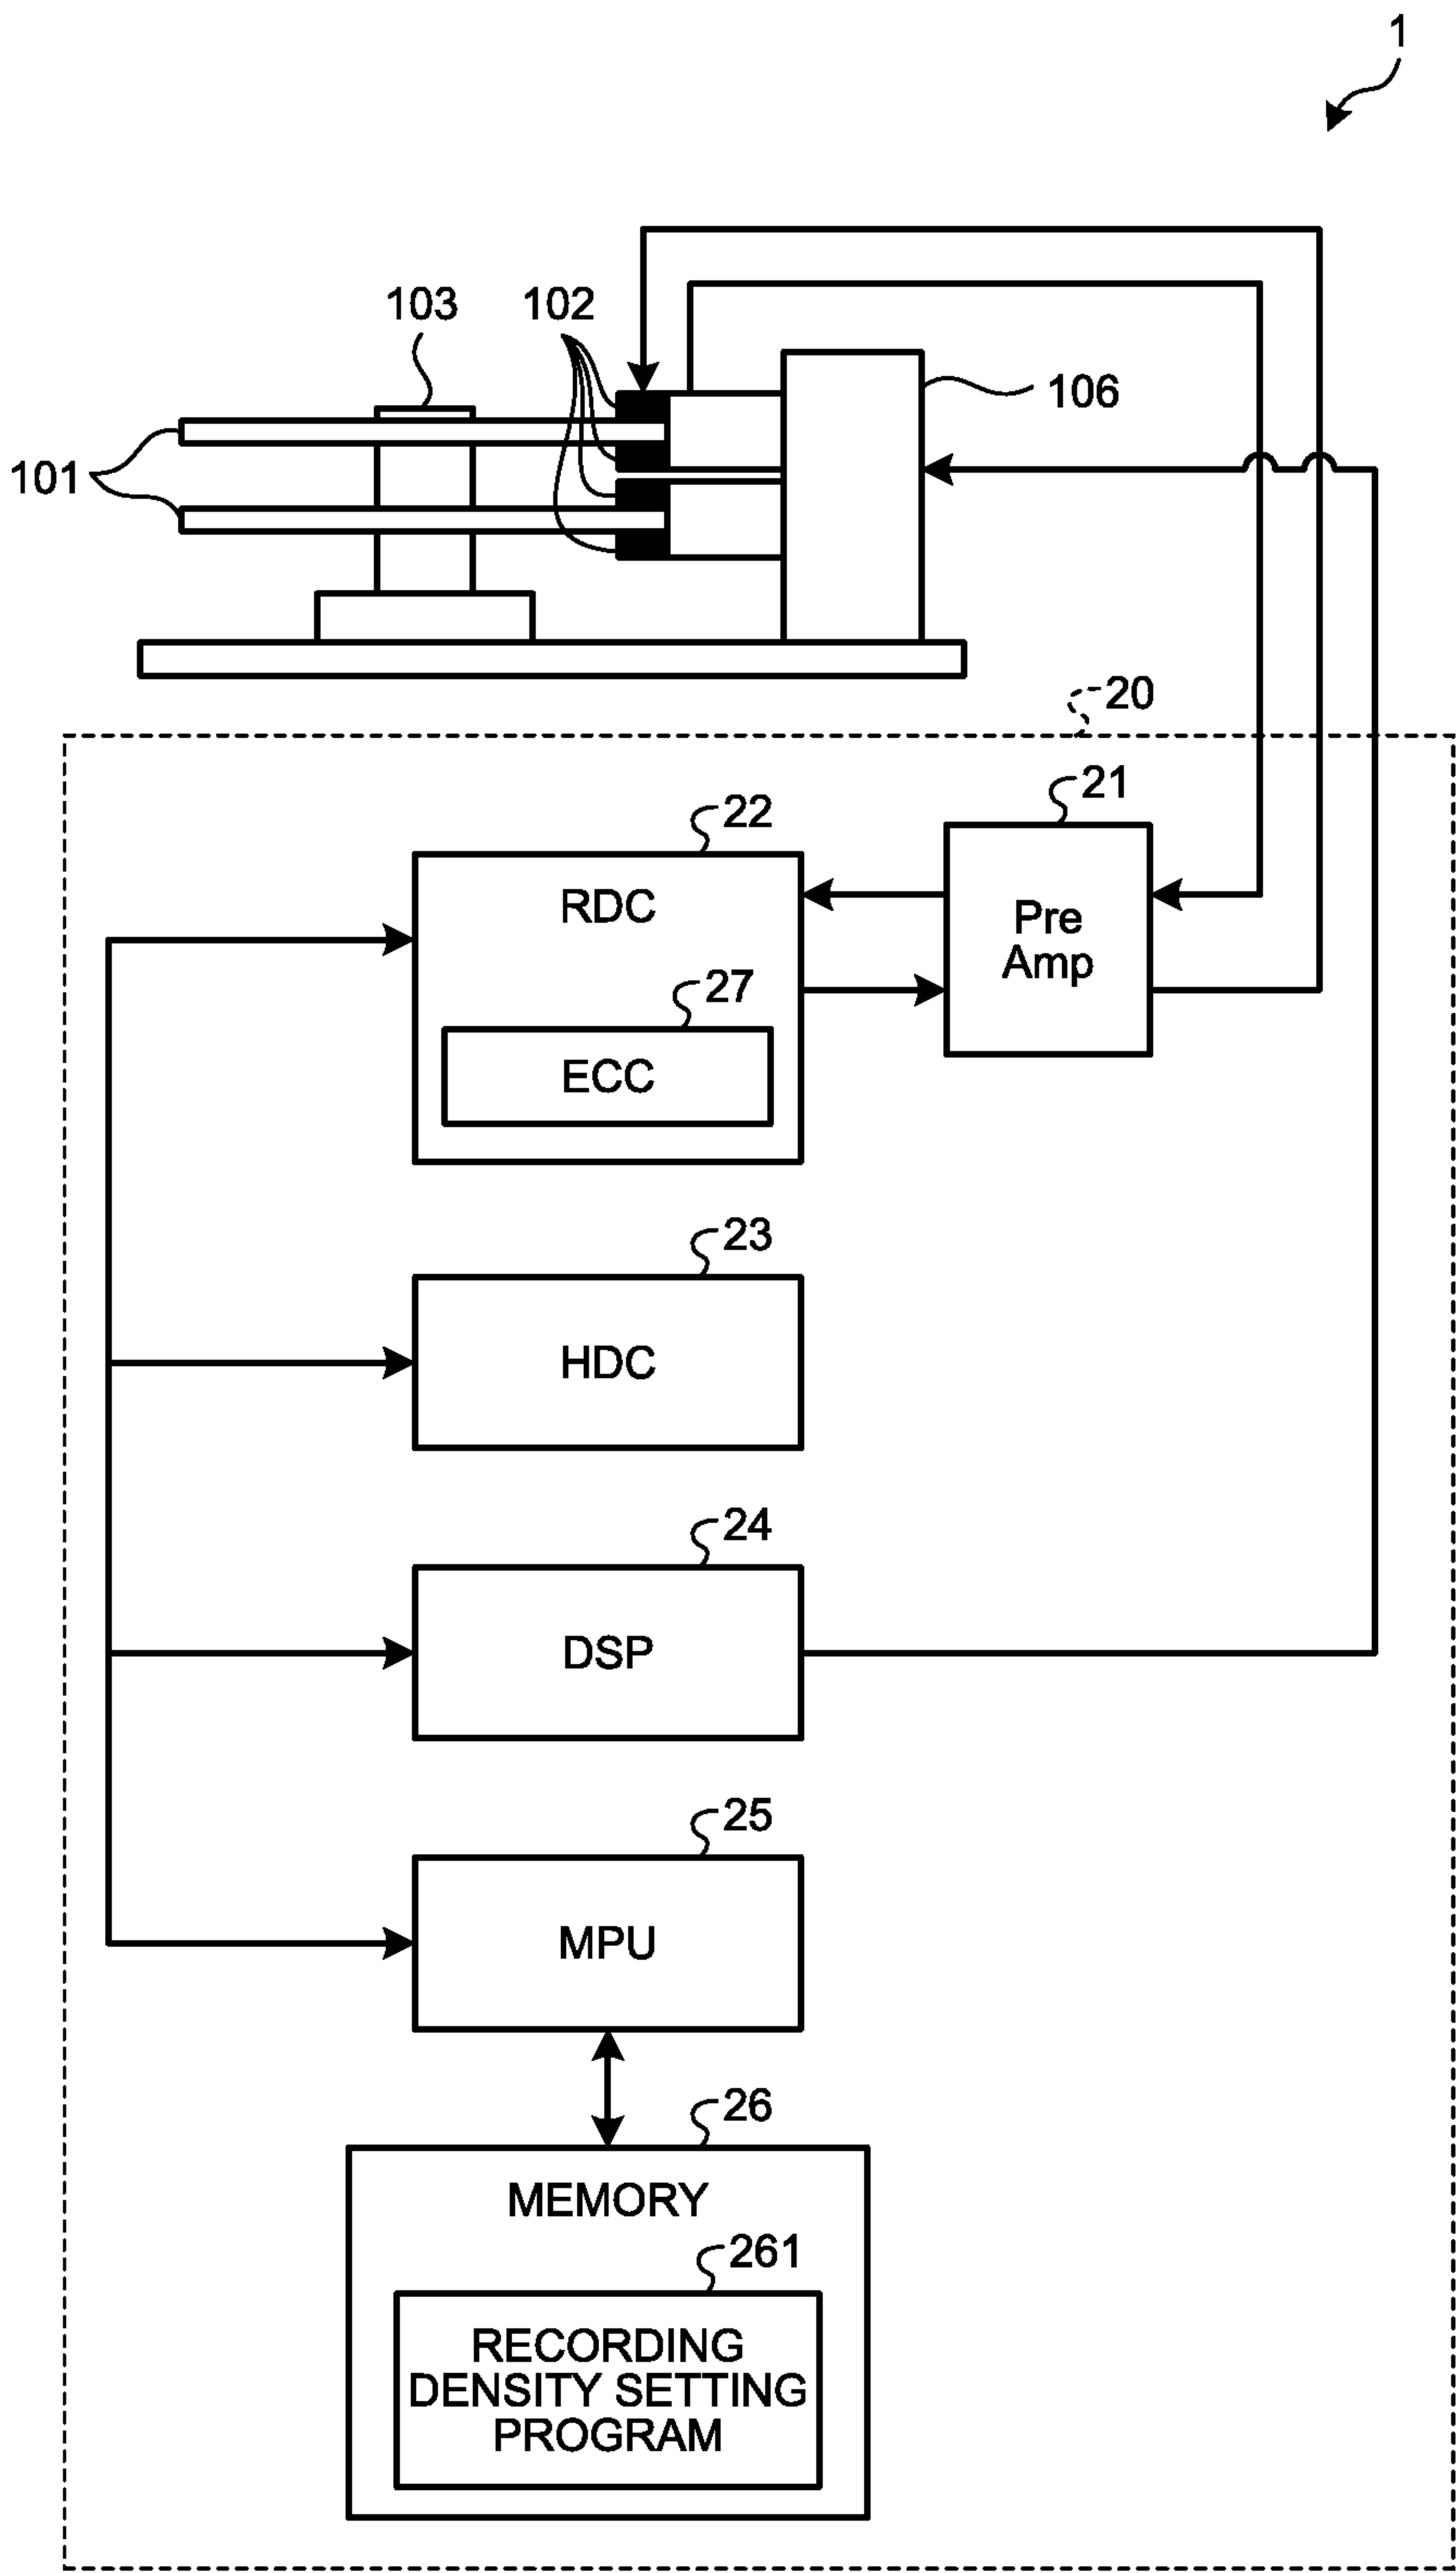 1
103
102
106
101
20
21
22
RDC
Pre
Amp
27
ECC
23
HDC
24
DSP
25
MPU
26
MEMORY
261
RECORDING
DENSITY SETTING
PROGRAM